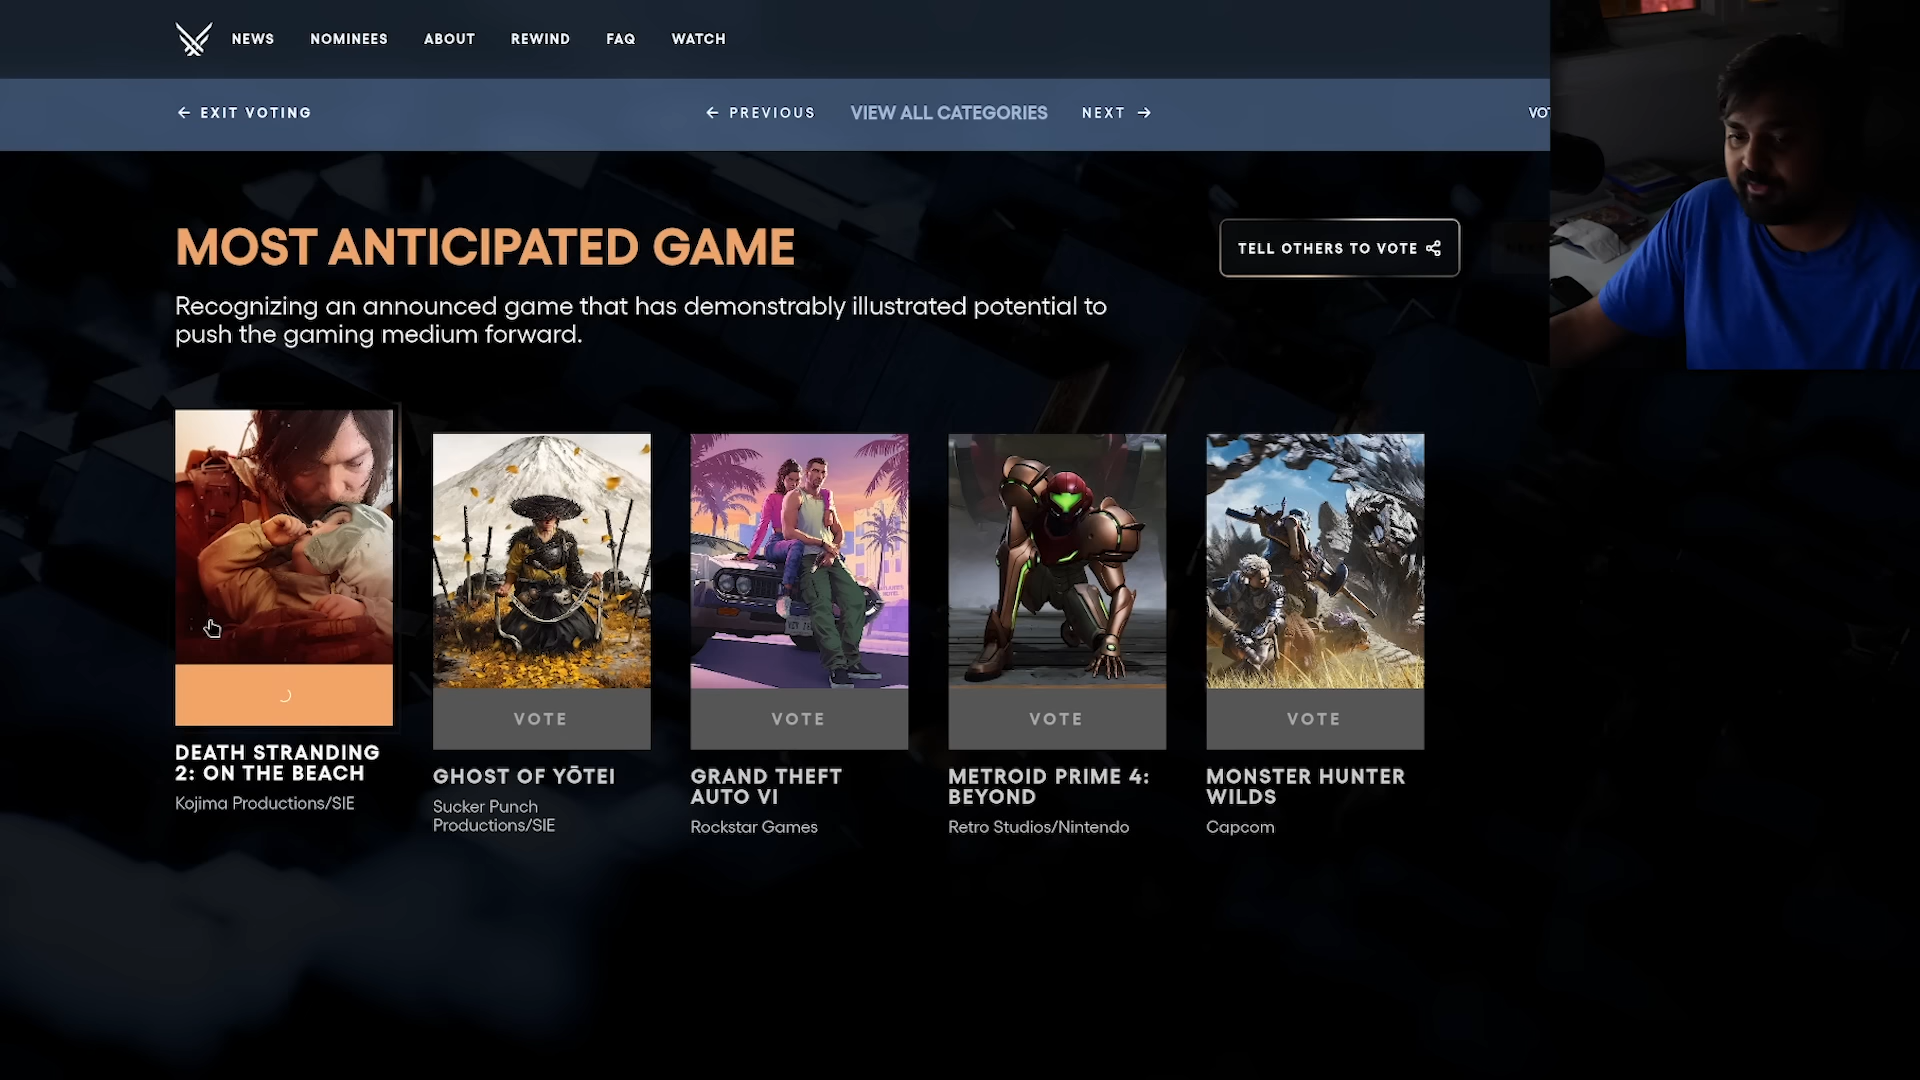 NEWS NOMINEES ABOUT REWIND FAQ WATCH
← EXIT VOTING ← PREVIOUS VIEW ALL CATEGORIES NEXT →
MOST ANTICIPATED GAME
TELL OTHERS TO VOTE
Recognizing an announced game that has demonstrably illustrated potential to
push the gaming medium forward.
VOTE VOTE VOTE VOTE
DEATH STRANDING
2: ON THE BEACH
Kojima Productions/SIE
GHOST OF YŌTEI
Sucker Punch
Productions/SIE
GRAND THEFT
AUTO VI
Rockstar Games
METROID PRIME 4:
BEYOND
Retro Studios/Nintendo
MONSTER HUNTER
WILDS
Capcom